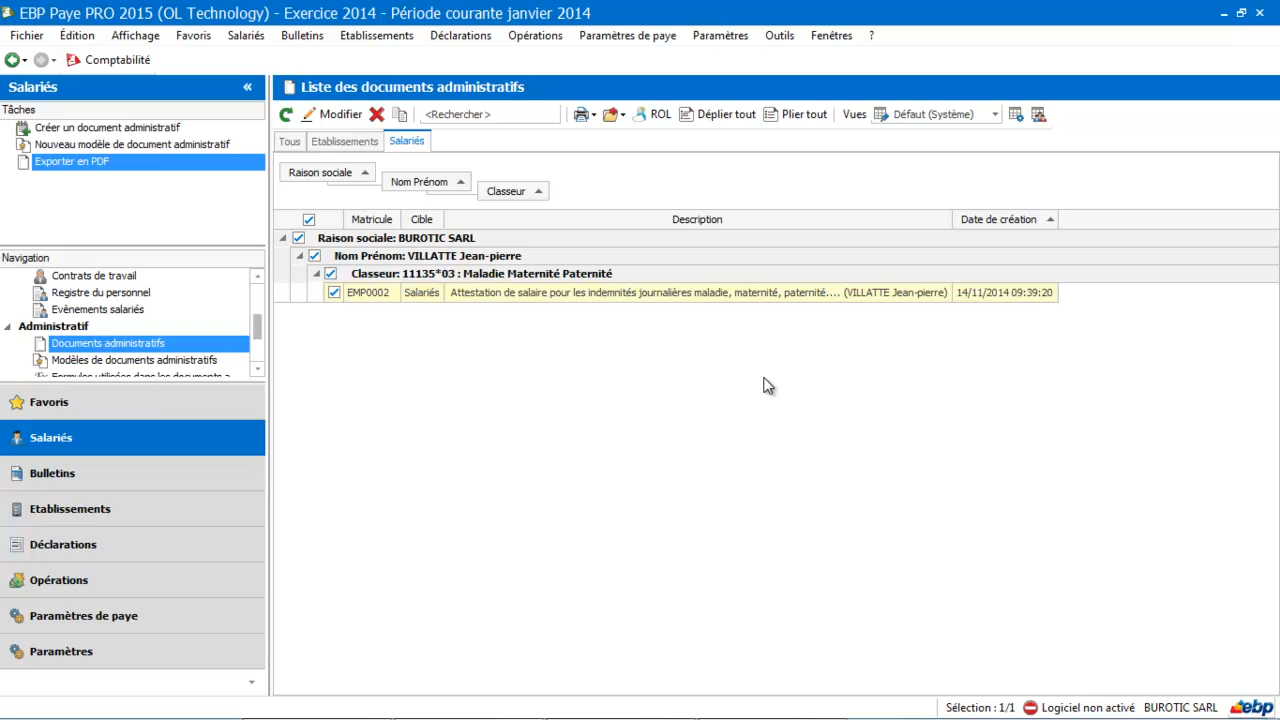 EBP Paye PRO 2015 (OL Technology) - Exercice 2014 - Période courante janvier 2014
Fichier Édition Affichage Favoris Salariés Bulletins Etablissements Déclarations Opérations Paramètres de paye Paramètres Outils Fenêtres ?
Comptabilité
Salariés «
Tâches
Créer un document administratif
Nouveau modèle de document administratif
Exporter en PDF
Navigation
Contrats de travail
Registre du personnel
Evènements salariés
Administratif
Documents administratifs
Modèles de documents administratifs
Formules utilisées dans les documents a
Favoris
Salariés
Bulletins
Etablissements
Déclarations
Opérations
Paramètres de paye
Paramètres
Liste des documents administratifs
Modifier <Rechercher> ROL Déplier tout Plier tout Vues Défaut (Système)
Tous Etablissements Salariés
Raison sociale
Nom Prénom
Classeur
Matricule Cible Description Date de création
Raison sociale: BUROTIC SARL
Nom Prénom: VILLATTE Jean-pierre
Classeur: 11135*03 : Maladie Maternité Paternité
EMP0002 Salariés Attestation de salaire pour les indemnités journalières maladie, maternité, paternité.... (VILLATTE Jean-pierre) 14/11/2014 09:39:20
Sélection : 1/1 Logiciel non activé BUROTIC SARL ebp